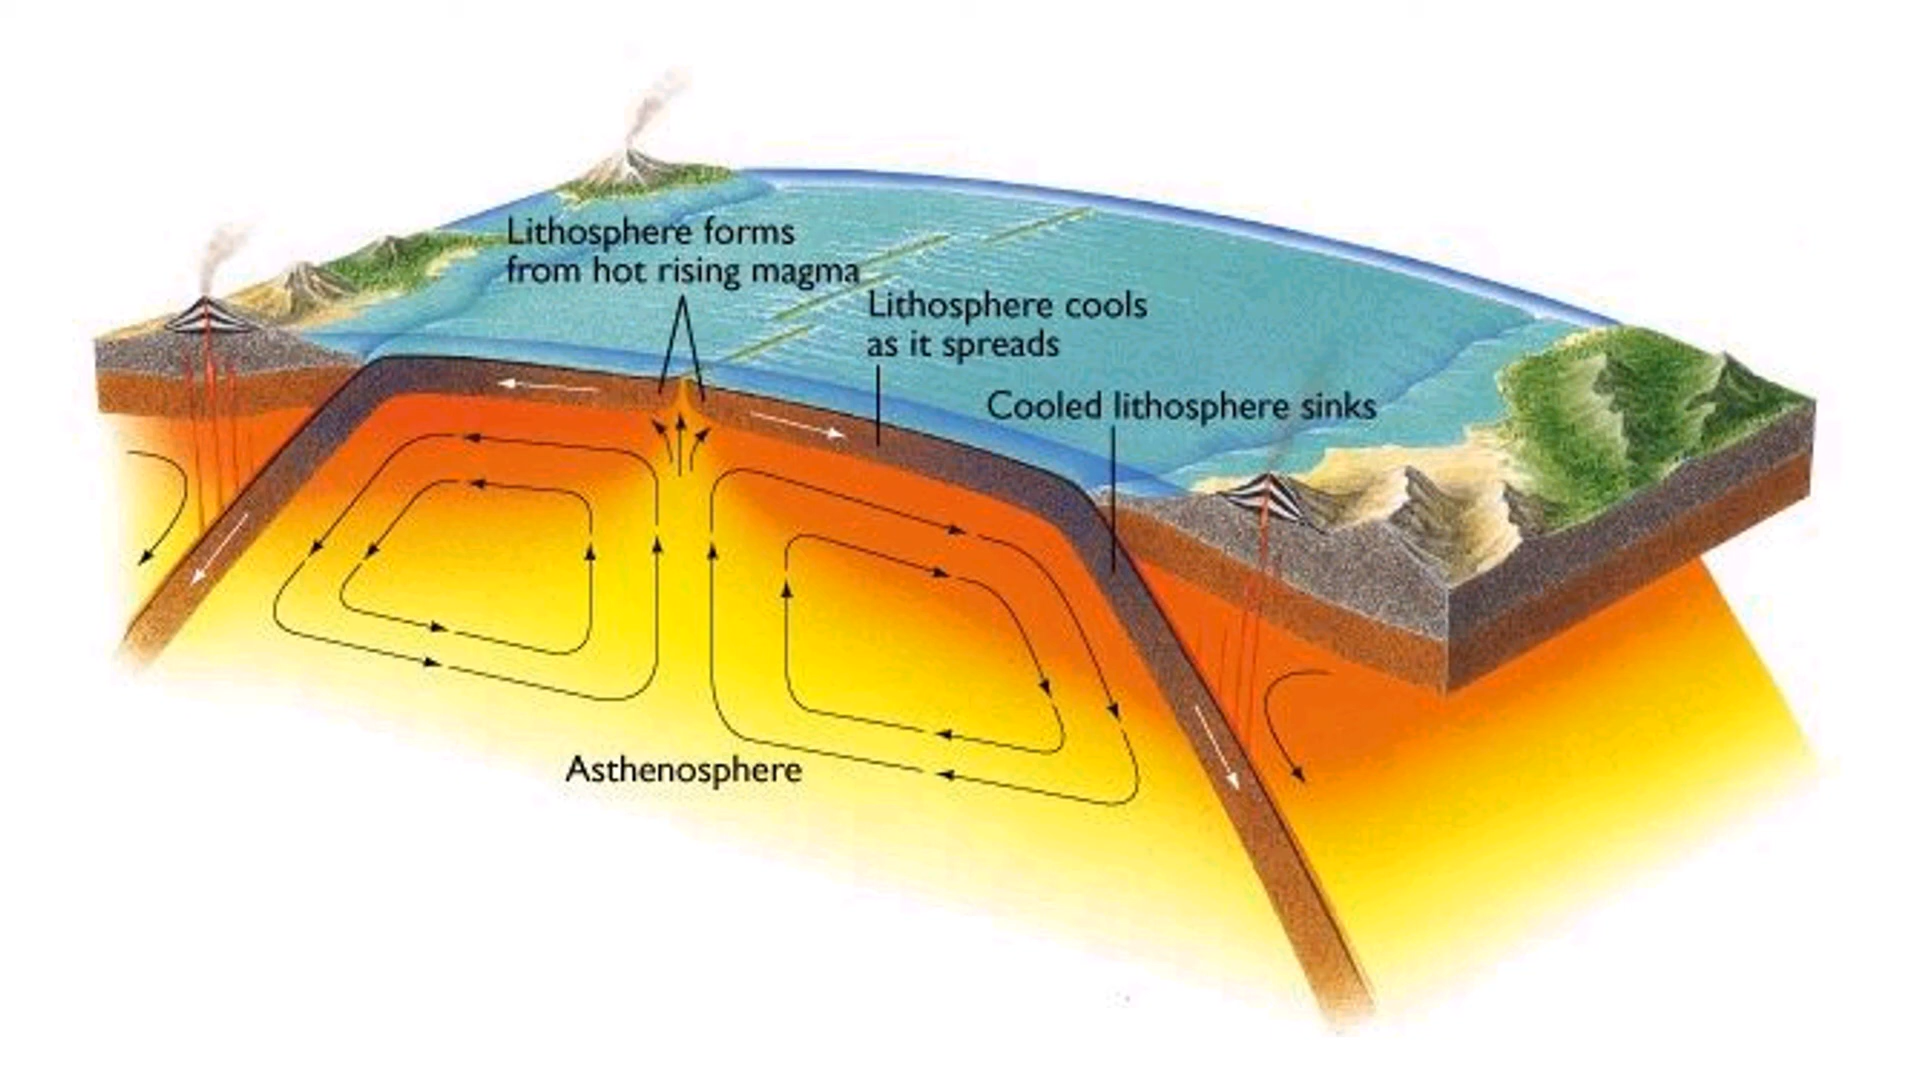 Lithosphere forms
from hot rising magma
Lithosphere cools
as it spreads
Cooled lithosphere sinks
Asthenosphere